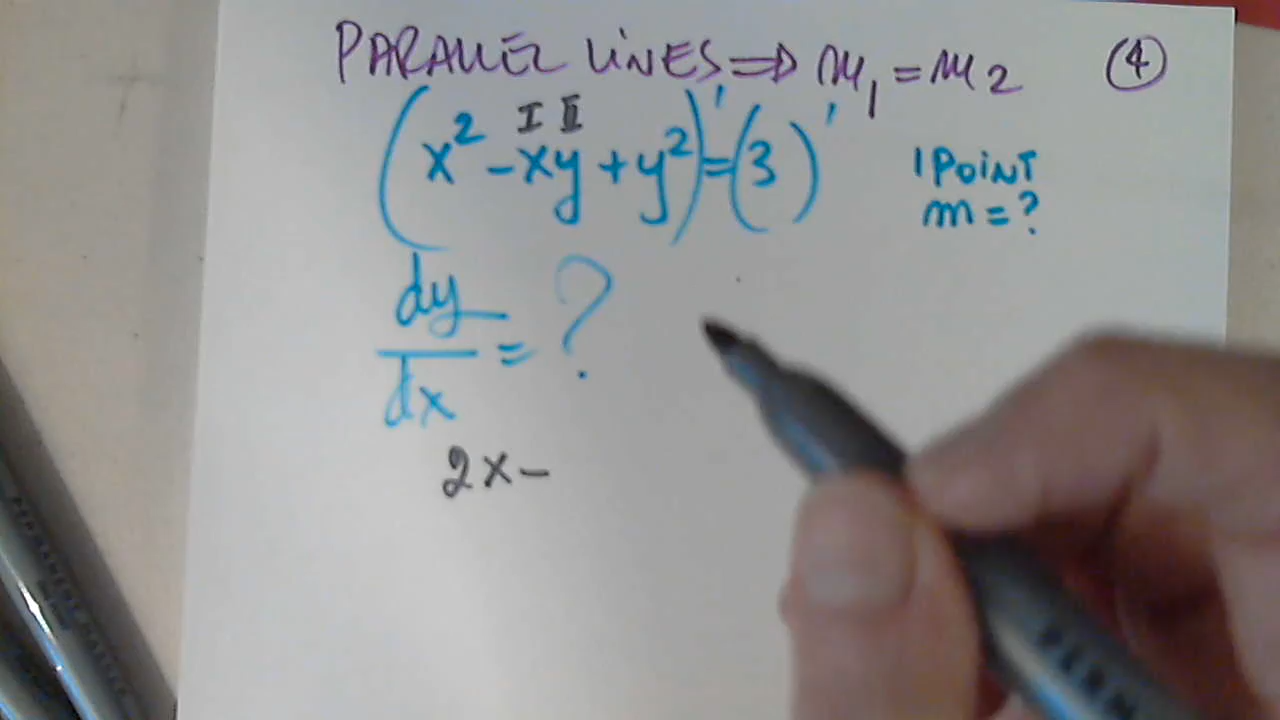 PARALLEL LINES ⇒ m₁ = m₂ ④
I II
(x² - xy + y²)' = (3)'
1 POINT
m = ?
dy/dx = ?
2x -